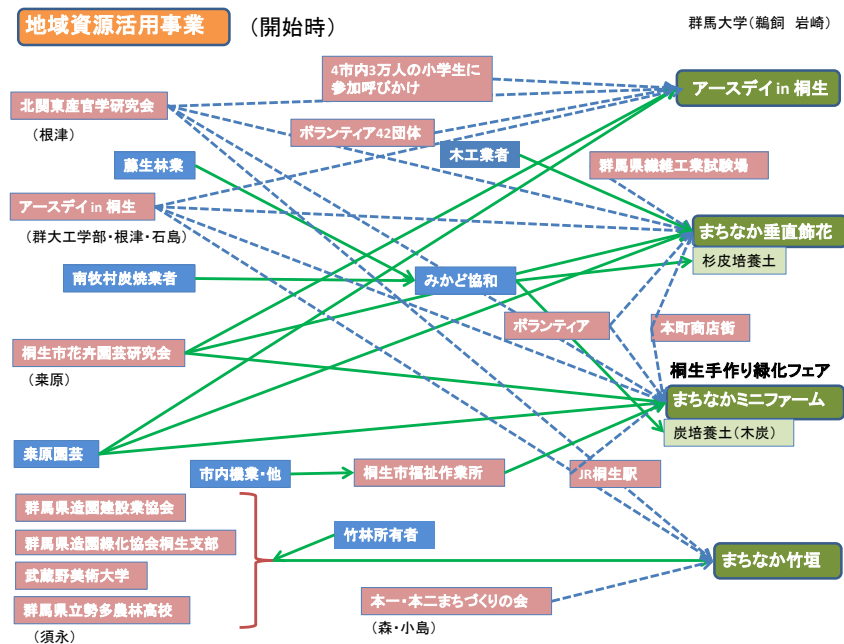 地域資源活用事業
（開始時）
群馬大学（鵜飼　岩崎）
4市内3万人の小学生に
参加呼びかけ
アースデイ in 桐生
北関東産官学研究会
（根津）
ボランティア42団体
木工業者
藤生林業
群馬県繊維工業試験場
アースデイ in 桐生
（群大工学部・根津・石島）
まちなか垂直飾花
杉皮培養土
南牧村炭焼業者
みかど協和
ボランティア
本町商店街
桐生市花卉園芸研究会
（桒原）
桐生手作り緑化フェア
まちなかミニファーム
炭培養土（木炭）
桒原園芸
市内機業・他
桐生市福祉作業所
JR桐生駅
群馬県造園建設業協会
群馬県造園緑化協会桐生支部
竹林所有者
まちなか竹垣
武蔵野美術大学
群馬県立勢多農林高校
（須永）
本一・本二まちづくりの会
（森・小島）